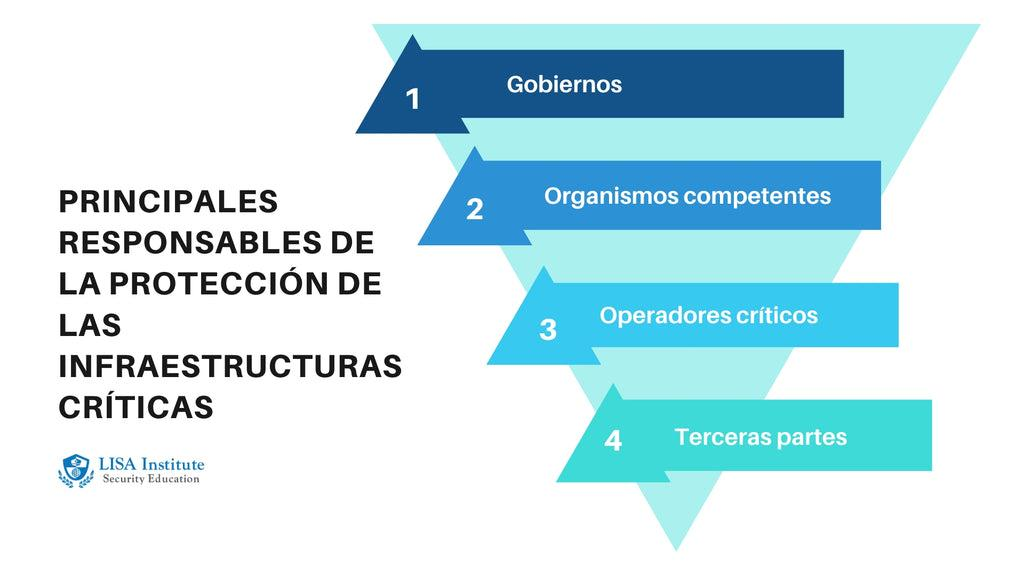 PRINCIPALES
RESPONSABLES DE
LA PROTECCIÓN DE
LAS
INFRAESTRUCTURAS
CRÍTICAS
LISA Institute
Security Education
1 Gobiernos
2 Organismos competentes
3 Operadores críticos
4 Terceras partes